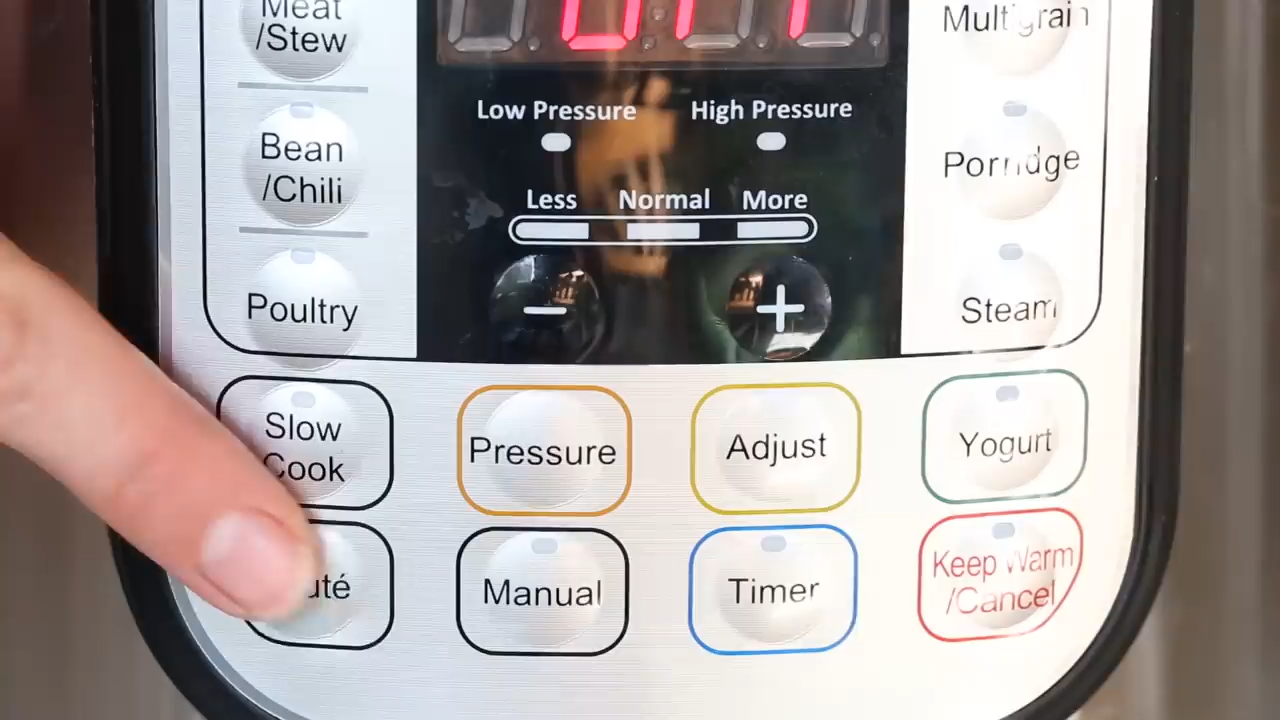 Meat
/Stew
Bean
/Chili
Poultry
Low Pressure
High Pressure
Less
Normal
More
−
+
Multigrain
Porridge
Steam
Slow
Cook
Pressure
Adjust
Yogurt
uté
Manual
Timer
Keep Warm
/Cancel